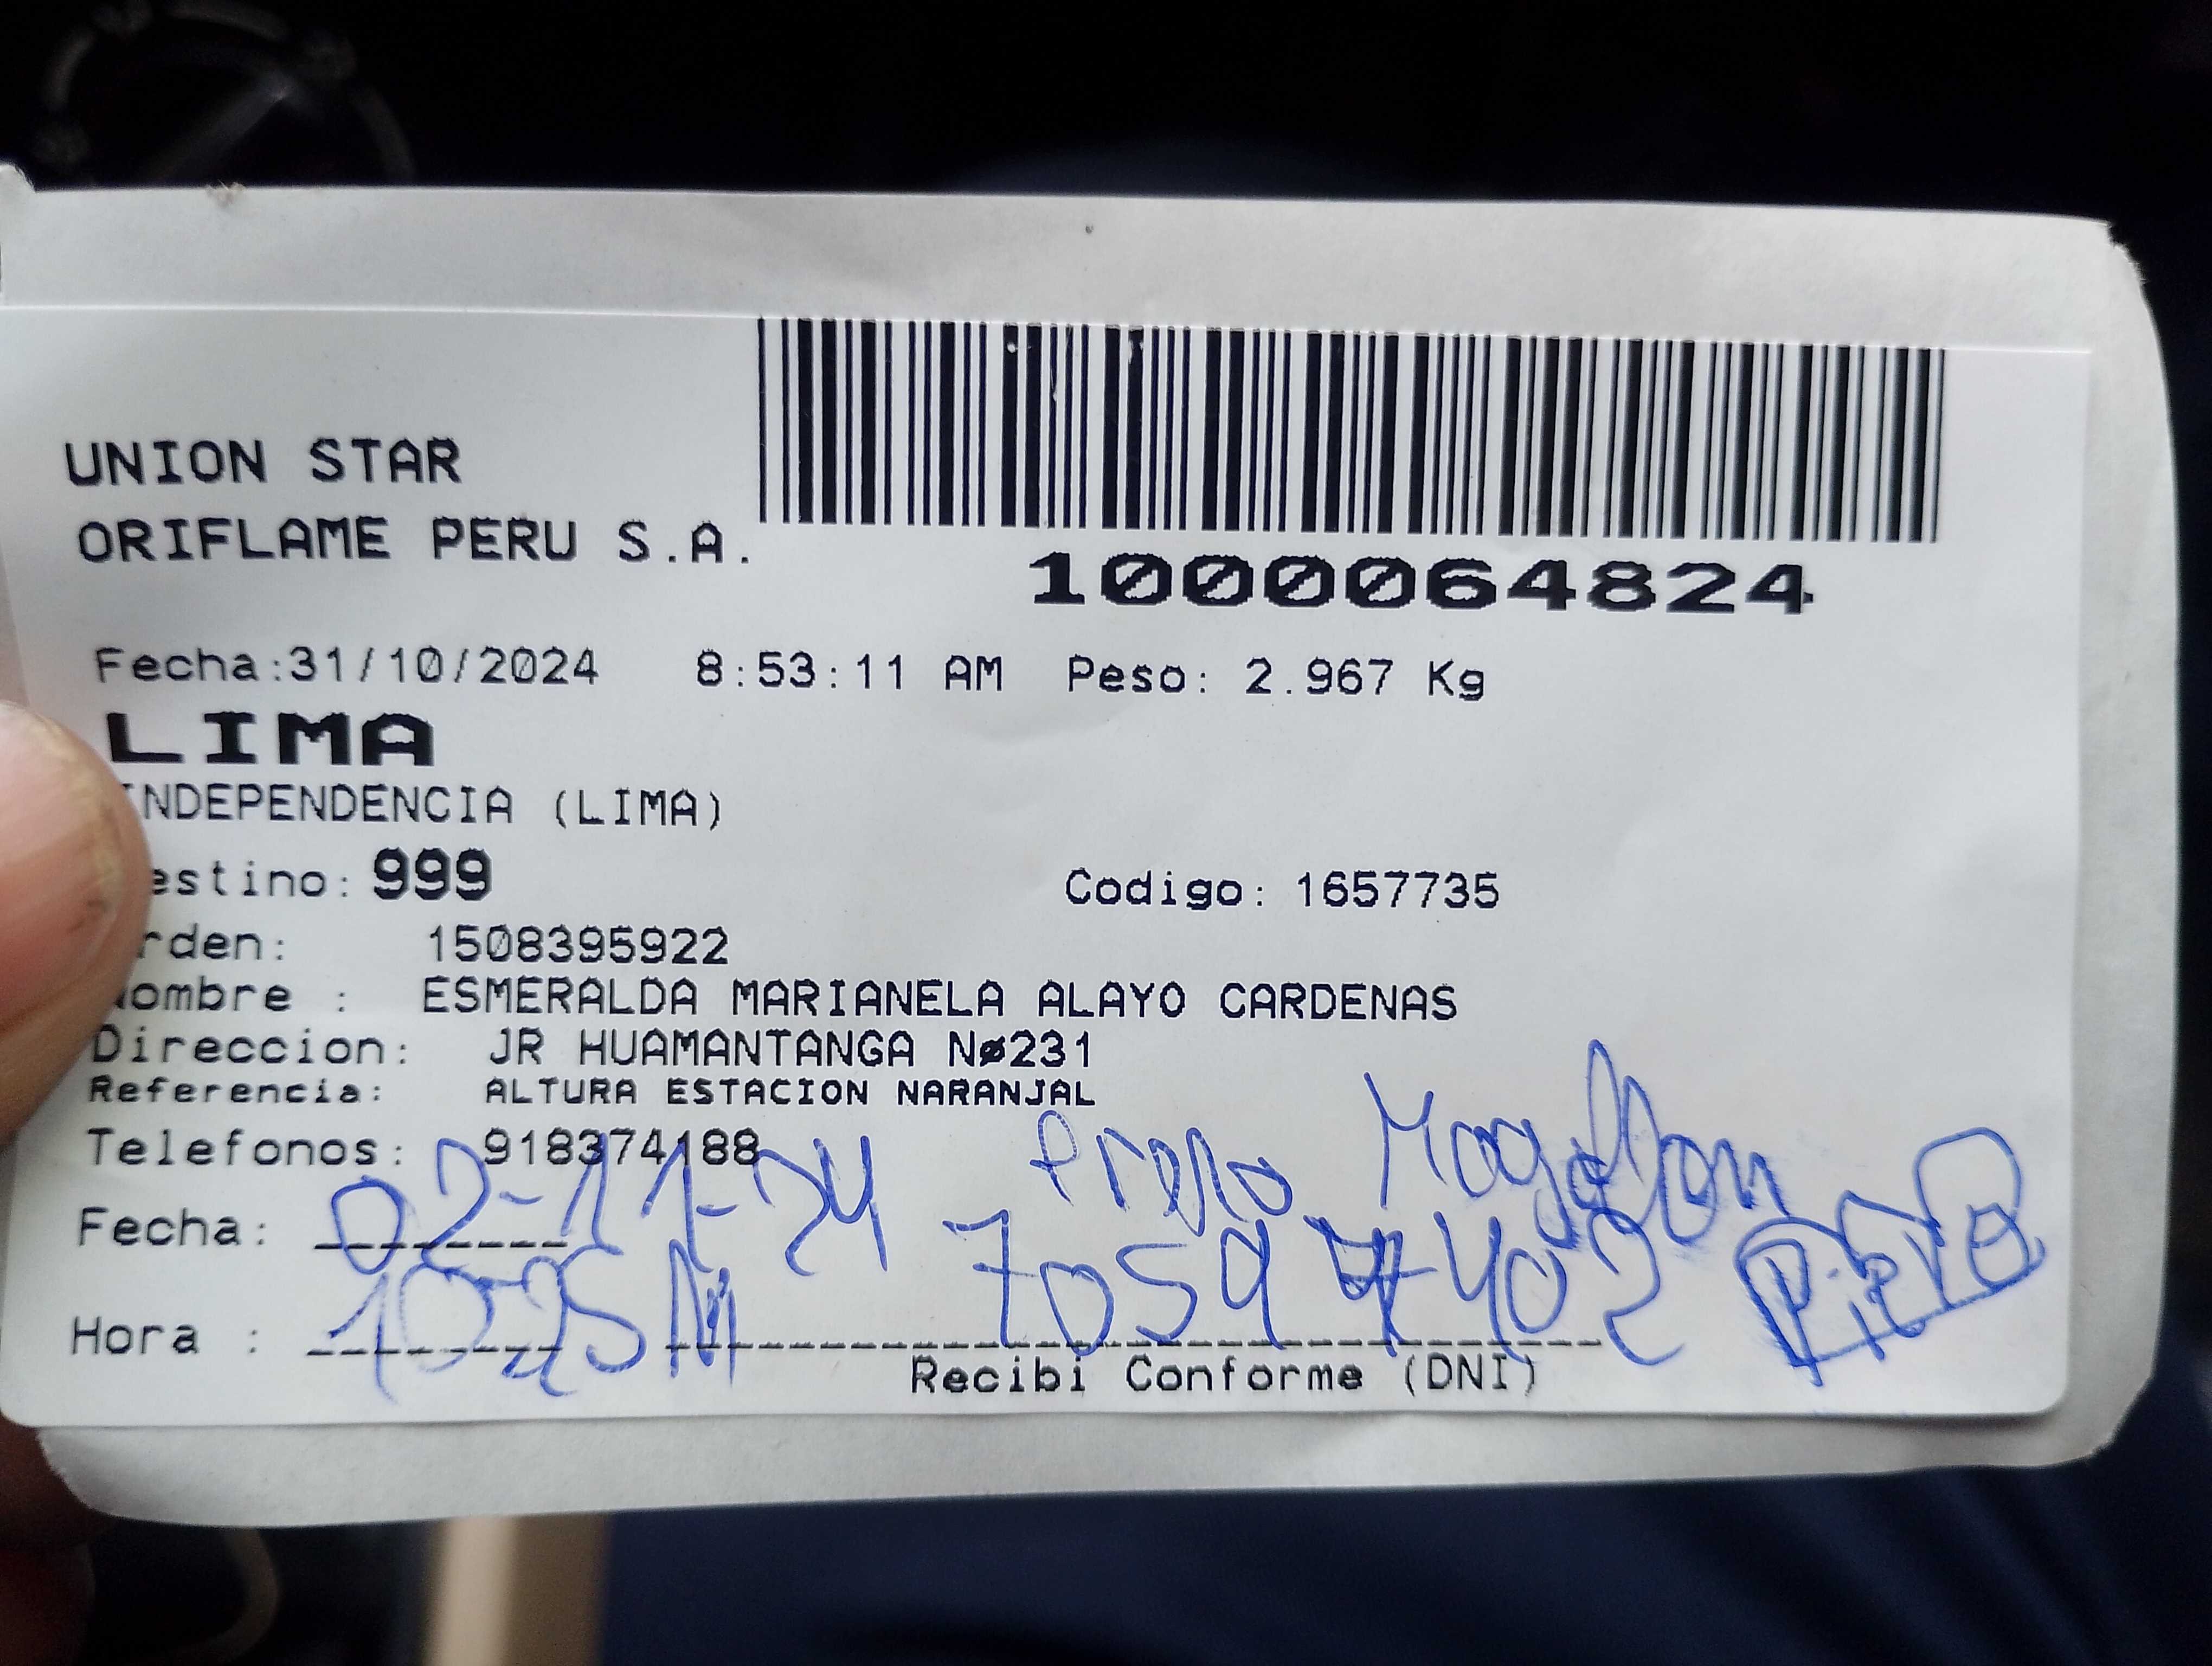 UNION STAR
ORIFLAME PERU S.A.
1000064824
Fecha:31/10/2024 8:53:11 AM Peso: 2.967 Kg
LIMA
INDEPENDENCIA (LIMA)
estino: 999 Codigo: 1657735
rden: 1508395922
Nombre : ESMERALDA MARIANELA ALAYO CARDENAS
Direccion: JR HUAMANTANGA Nø231
Referencia: ALTURA ESTACION NARANJAL
Telefonos: 918374188
Fecha: 02-11-24
Hora :
Recibi Conforme (DNI)